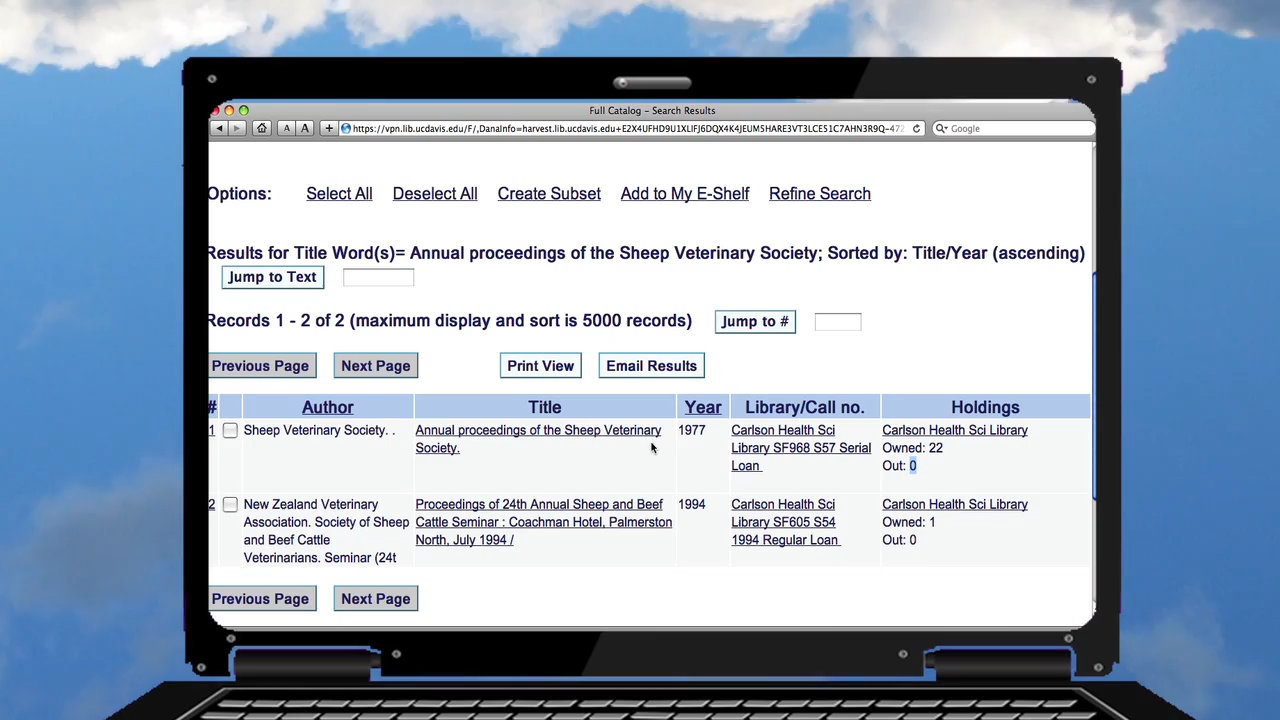 Full Catalog – Search Results
A A + https://vpn.lib.ucdavis.edu/F/,DanaInfo=harvest.lib.ucdavis.edu+E2X4UFHD9U1XLIFJ6DQX4K4JEUM5HARE3VT3LCE51C7AHN3R9Q-472 Google
Options: Select All Deselect All Create Subset Add to My E-Shelf Refine Search
Results for Title Word(s)= Annual proceedings of the Sheep Veterinary Society; Sorted by: Title/Year (ascending)
Jump to Text
Records 1 - 2 of 2 (maximum display and sort is 5000 records) Jump to #
Previous Page Next Page Print View Email Results
# Author Title Year Library/Call no. Holdings
1 Sheep Veterinary Society. . Annual proceedings of the Sheep Veterinary 1977 Carlson Health Sci Carlson Health Sci Library
Society. Library SF968 S57 Serial Owned: 22
Loan Out: 0
2 New Zealand Veterinary Proceedings of 24th Annual Sheep and Beef 1994 Carlson Health Sci Carlson Health Sci Library
Association. Society of Sheep Cattle Seminar : Coachman Hotel, Palmerston Library SF605 S54 Owned: 1
and Beef Cattle North, July 1994 / 1994 Regular Loan Out: 0
Veterinarians. Seminar (24t
Previous Page Next Page